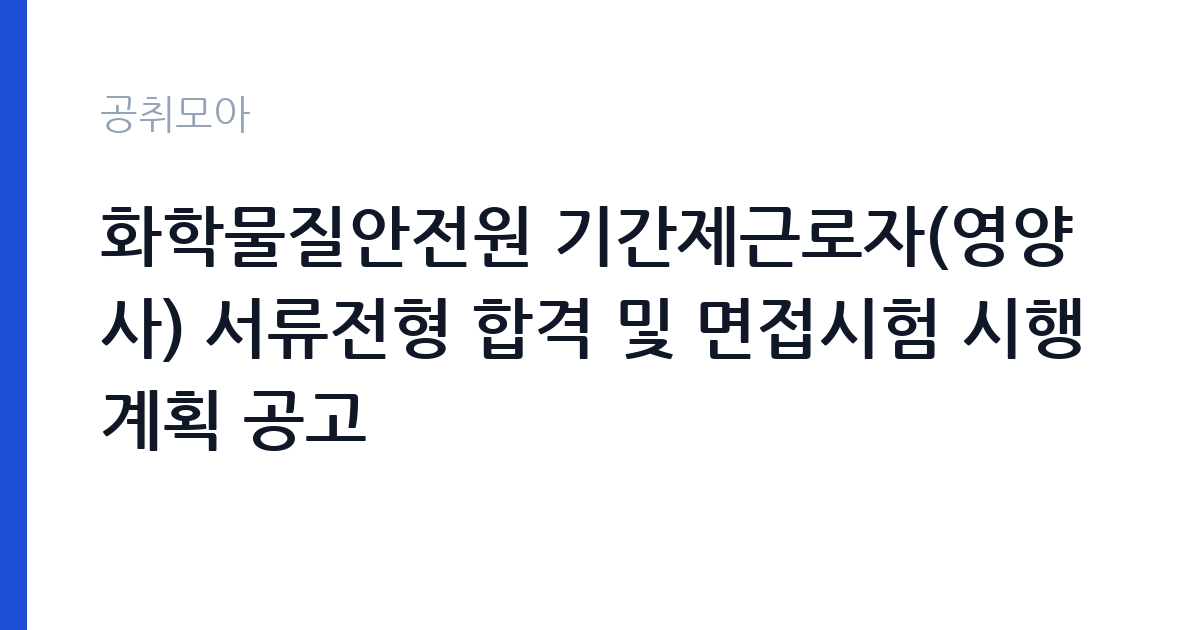 공취모아
화학물질안전원 기간제근로자(영양
사) 서류전형 합격 및 면접시험 시행
계획 공고